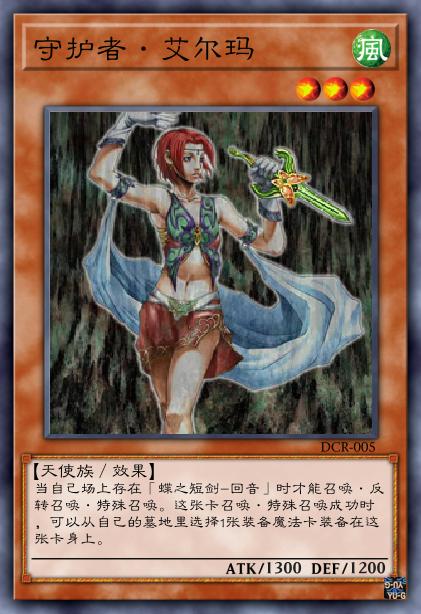 守护者·艾尔玛
風
DCR-005
【天使族/效果】
当自己场上存在「蝶之短剑-回音」时才能召唤·反
转召唤·特殊召唤。这张卡召唤·特殊召唤成功时
，可以从自己的墓地里选择1张装备魔法卡装备在这
张卡身上。
ATK/1300 DEF/1200